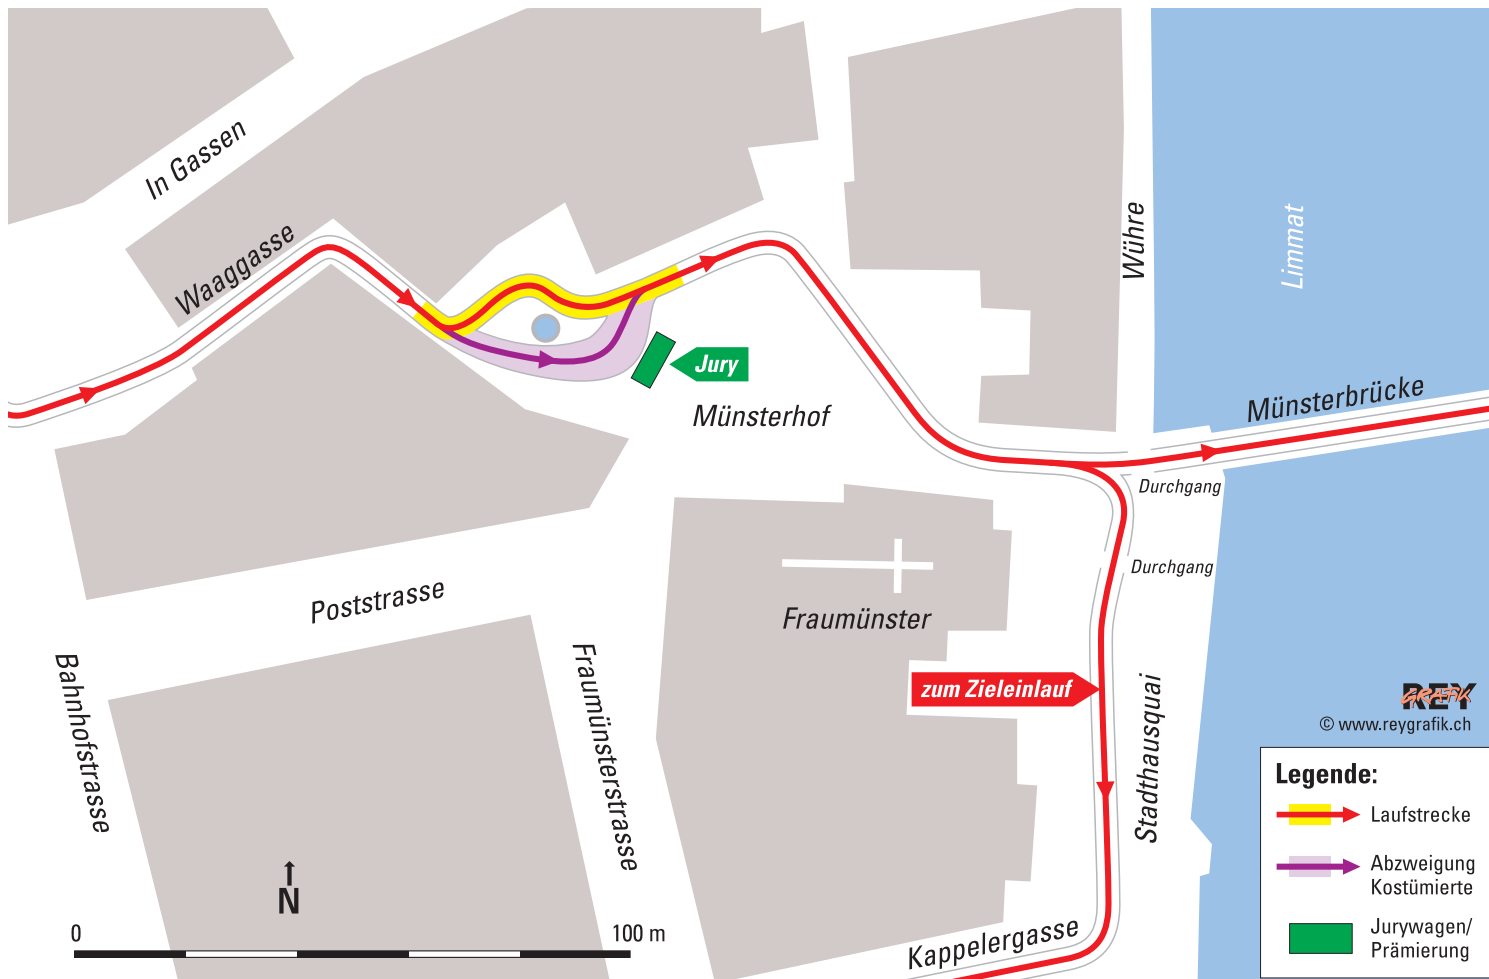 In Gassen
Waaggasse
Wühre
Limmat
Jury
Münsterhof
Münsterbrücke
Durchgang
Durchgang
Poststrasse
Fraumünster
Bahnhofstrasse
Fraumünsterstrasse
zum Zieleinlauf
Stadthausquai
REY
GRAFIK
© www.reygrafik.ch
Legende:
Laufstrecke
Abzweigung
Kostümierte
Jurywagen/
Prämierung
N
0 100 m
Kappelergasse